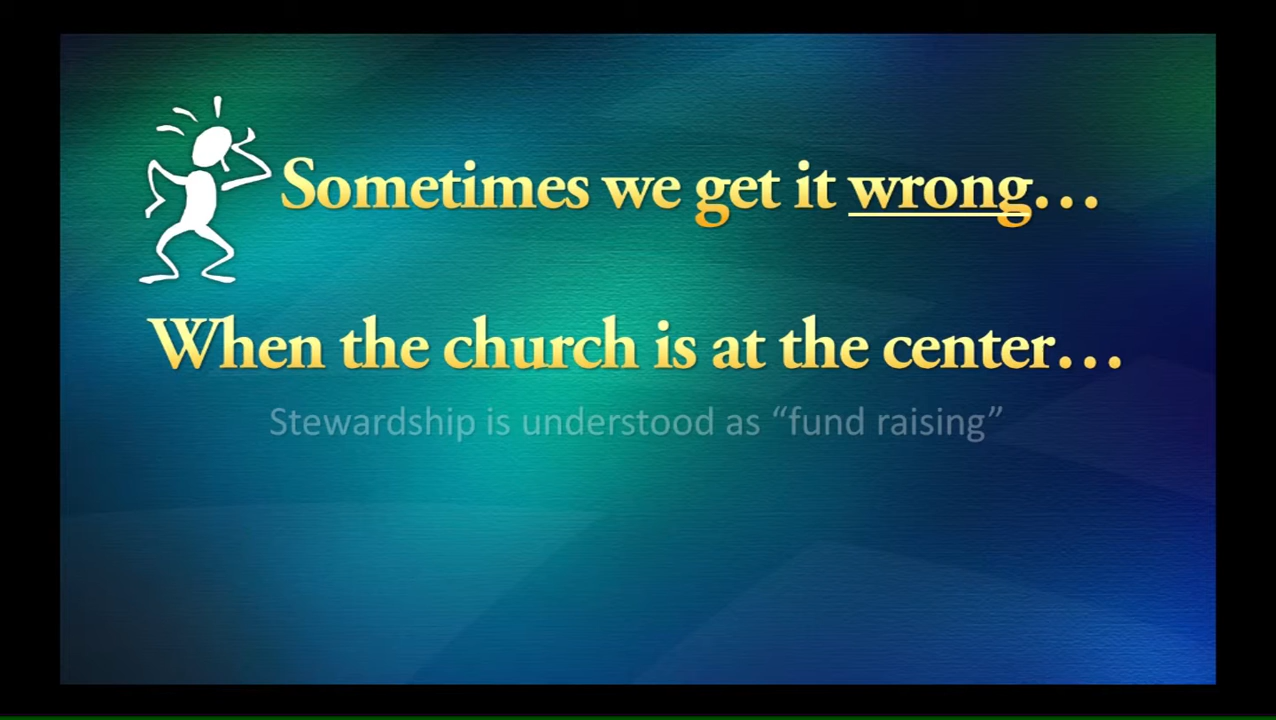 Sometimes we get it wrong…
When the church is at the center…
Stewardship is understood as “fund raising”